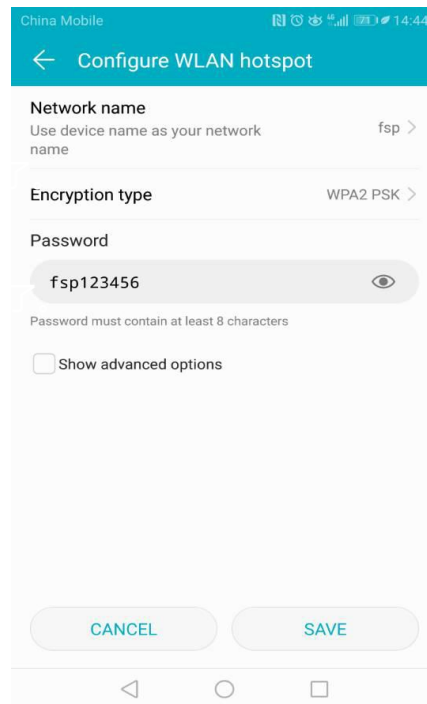 China Mobile 71 14:44
Configure WLAN hotspot
Network name
Use device name as your network
name
fsp
Encryption type WPA2 PSK
Password
fsp123456
Password must contain at least 8 characters
Show advanced options
CANCEL SAVE